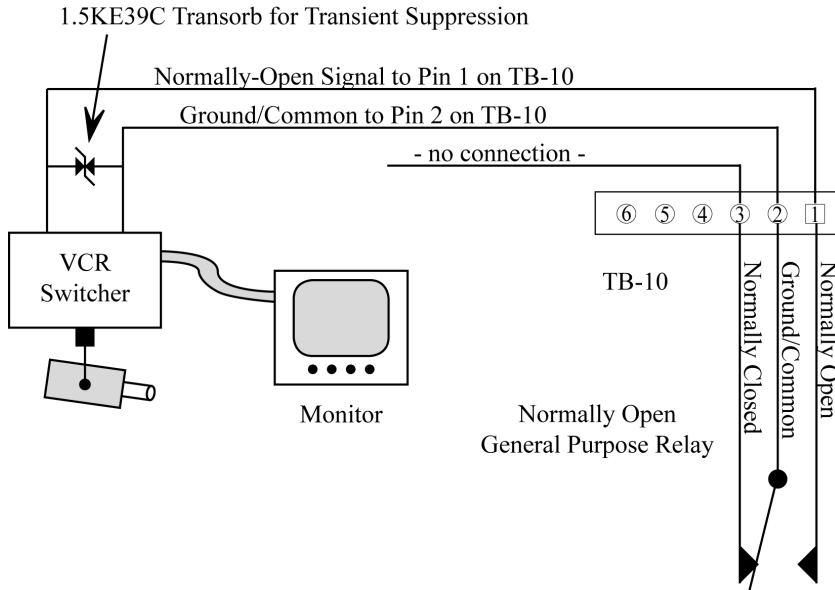 1.5KE39C Transorb for Transient Suppression
Normally-Open Signal to Pin 1 on TB-10
Ground/Common to Pin 2 on TB-10
- no connection -
6 5 4 3 2 1
TB-10
Normally Closed
Ground/Common
Normally Open
VCR
Switcher
Monitor
Normally Open
General Purpose Relay